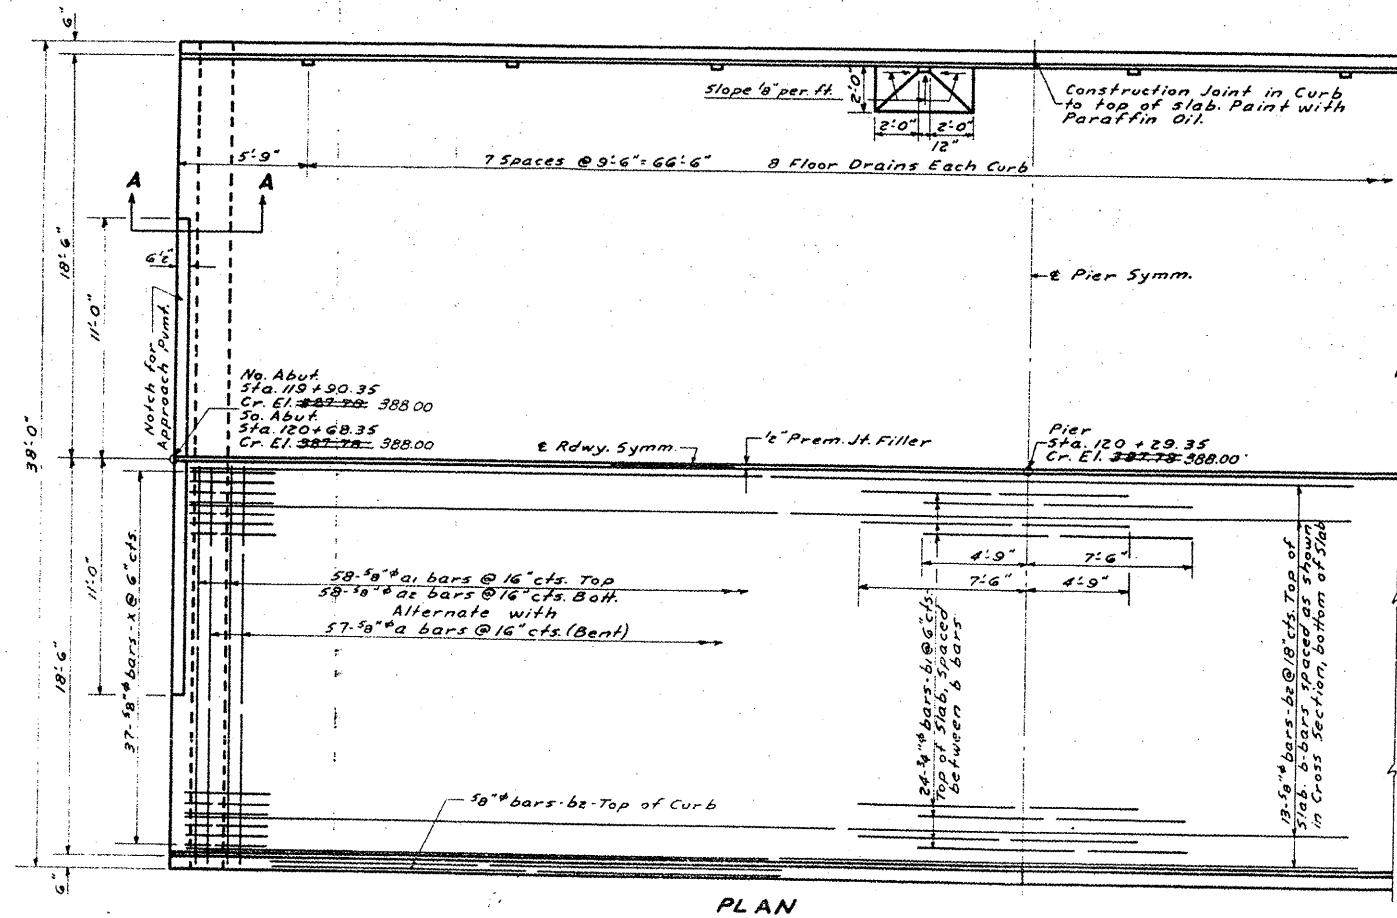 6"
38'-0"
18'-6"
11'-0"
5'-9"
7 Spaces @ 9'-6" = 66'-6"
8 Floor Drains Each Curb
Slope 1/8" per. ft.
2'-0"
2'-0"
2'-0"
12"
Construction Joint in Curb
to top of slab. Paint with
Paraffin Oil.
A
A
6 1/2"
Notch for
Approach Pvmt.
℄ Pier Symm.
No. Abut.
Sta. 119 + 90.35
Cr. El. 387.78 388.00
So. Abut.
Sta. 120 + 68.35
Cr. El. 387.78 388.00
℄ Rdwy. Symm.
1/2" Prem. Jt. Filler
Pier
Sta. 120 + 29.35
Cr. El. 387.78 388.00
11'-0"
18'-6"
6"
37-5/8"ϕ bars-x @ 6" cts.
58-5/8"ϕ a1 bars @ 16" cts. Top
58-5/8"ϕ a2 bars @ 16" cts. Bott.
Alternate with
57-5/8"ϕ a bars @ 16" cts. (Bent)
4'-9"
7'-6"
7'-6"
4'-9"
24-3/4"ϕ bars-b1 @ 6" cts.
Top of Slab, Spaced
between b bars
13-5/8"ϕ bars-b2 @ 18" cts. Top of
Slab. b-bars spaced as shown
in Cross Section, bottom of Slab
5/8"ϕ bars-b2-Top of Curb
PLAN